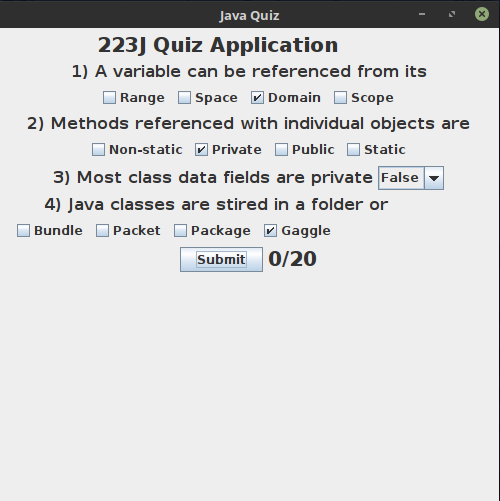 Java Quiz
223J Quiz Application
1) A variable can be referenced from its
Range Space Domain Scope
2) Methods referenced with individual objects are
Non-static Private Public Static
3) Most class data fields are private False
4) Java classes are stired in a folder or
Bundle Packet Package Gaggle
Submit 0/20